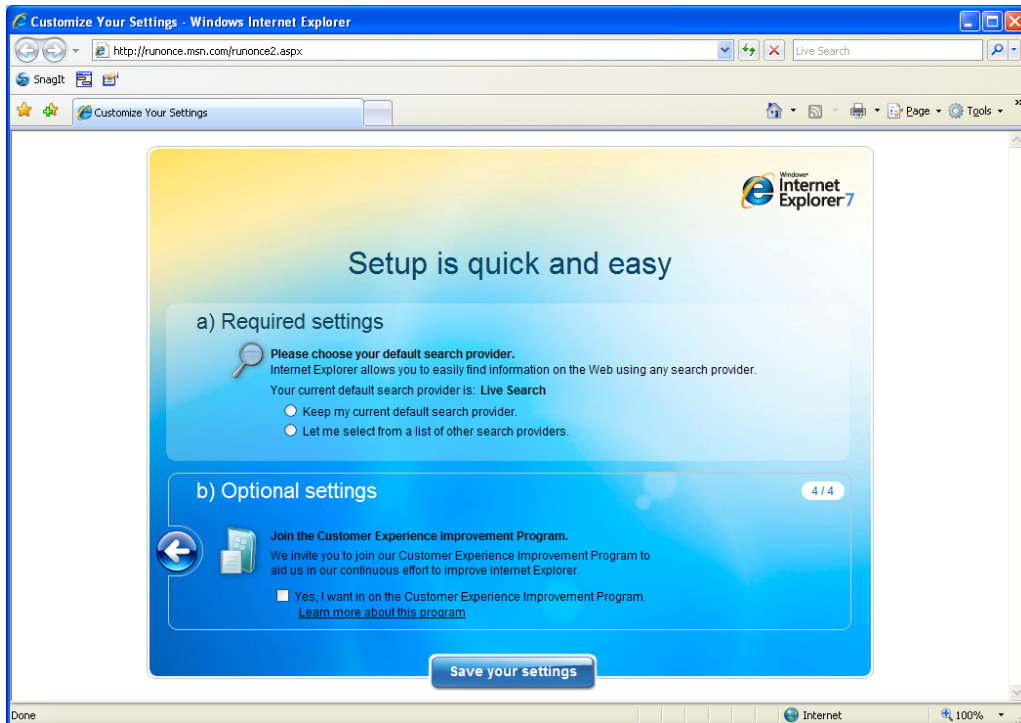 Customize Your Settings - Windows Internet Explorer
http://runonce.msn.com/runonce2.aspx
Live Search
SnagIt
Customize Your Settings
Page
Tools
Windows
Internet
Explorer 7
Setup is quick and easy
a) Required settings
Please choose your default search provider.
Internet Explorer allows you to easily find information on the Web using any search provider.
Your current default search provider is: Live Search
Keep my current default search provider.
Let me select from a list of other search providers.
b) Optional settings
4 / 4
Join the Customer Experience Improvement Program.
We invite you to join our Customer Experience Improvement Program to
aid us in our continuous effort to improve Internet Explorer.
Yes, I want in on the Customer Experience Improvement Program.
Learn more about this program
Save your settings
Done
Internet
100%